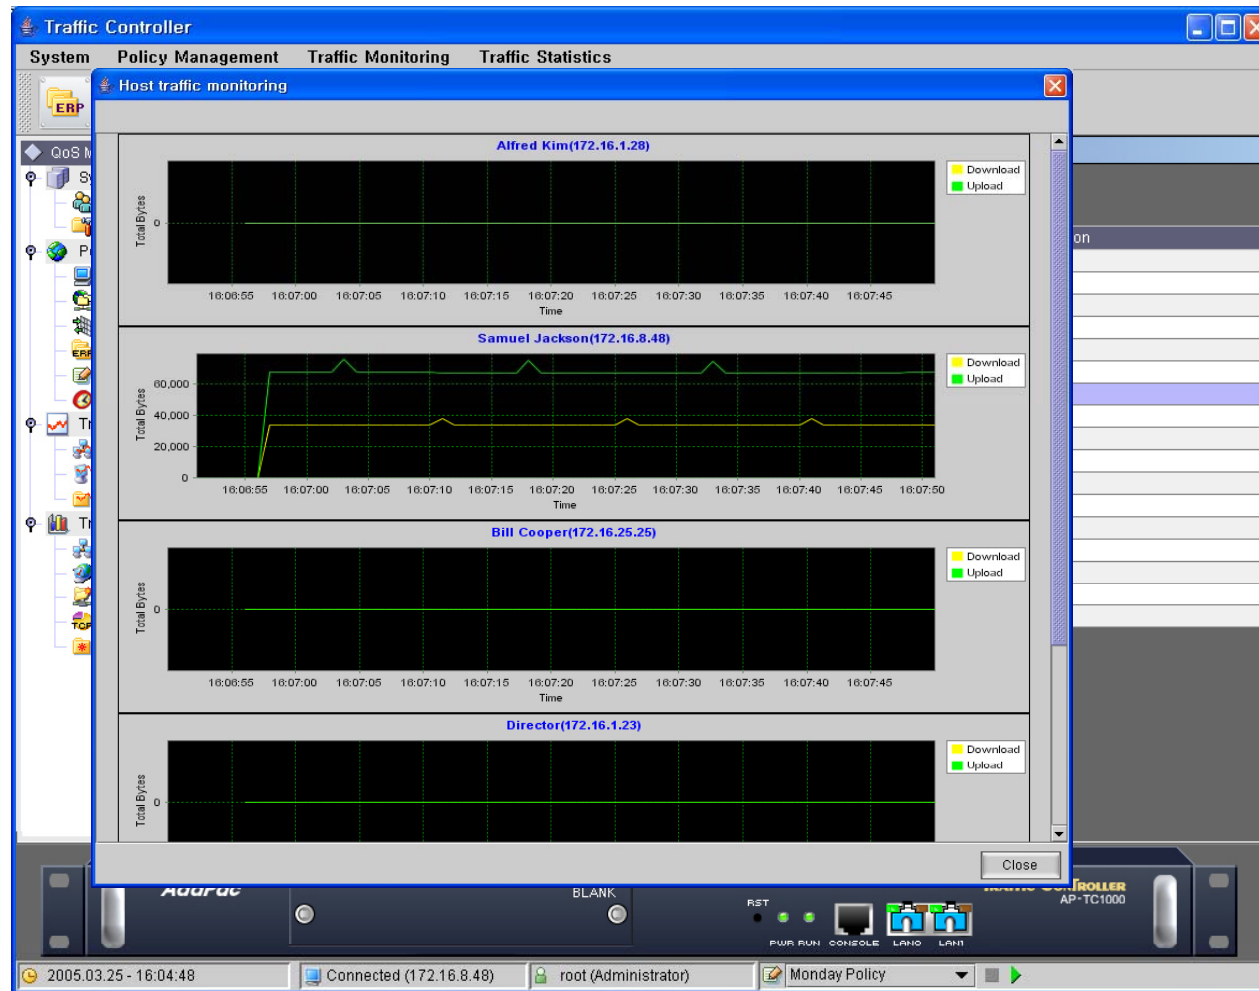 Traffic Controller
System Policy Management Traffic Monitoring Traffic Statistics
ERP
Host traffic monitoring
QoS M
Sy
Po
ERP
Tr
Tr
TCP
on
Alfred Kim(172.16.1.28)
Total Bytes
0
16:06:55 16:07:00 16:07:05 16:07:10 16:07:15 16:07:20 16:07:25 16:07:30 16:07:35 16:07:40 16:07:45
Time
Download
Upload
Samuel Jackson(172.16.8.48)
Total Bytes
60,000
40,000
20,000
0
16:06:55 16:07:00 16:07:05 16:07:10 16:07:15 16:07:20 16:07:25 16:07:30 16:07:35 16:07:40 16:07:45 16:07:50
Time
Download
Upload
Bill Cooper(172.16.25.25)
Total Bytes
0
16:06:55 16:07:00 16:07:05 16:07:10 16:07:15 16:07:20 16:07:25 16:07:30 16:07:35 16:07:40 16:07:45
Time
Download
Upload
Director(172.16.1.23)
Total Bytes
0
Download
Upload
Close
AddPac
BLANK
TRAFFIC CONTROLLER
AP-TC1000
RST
PWR RUN CONSOLE LAN0 LAN1
2005.03.25 - 16:04:48 Connected (172.16.8.48) root (Administrator) Monday Policy